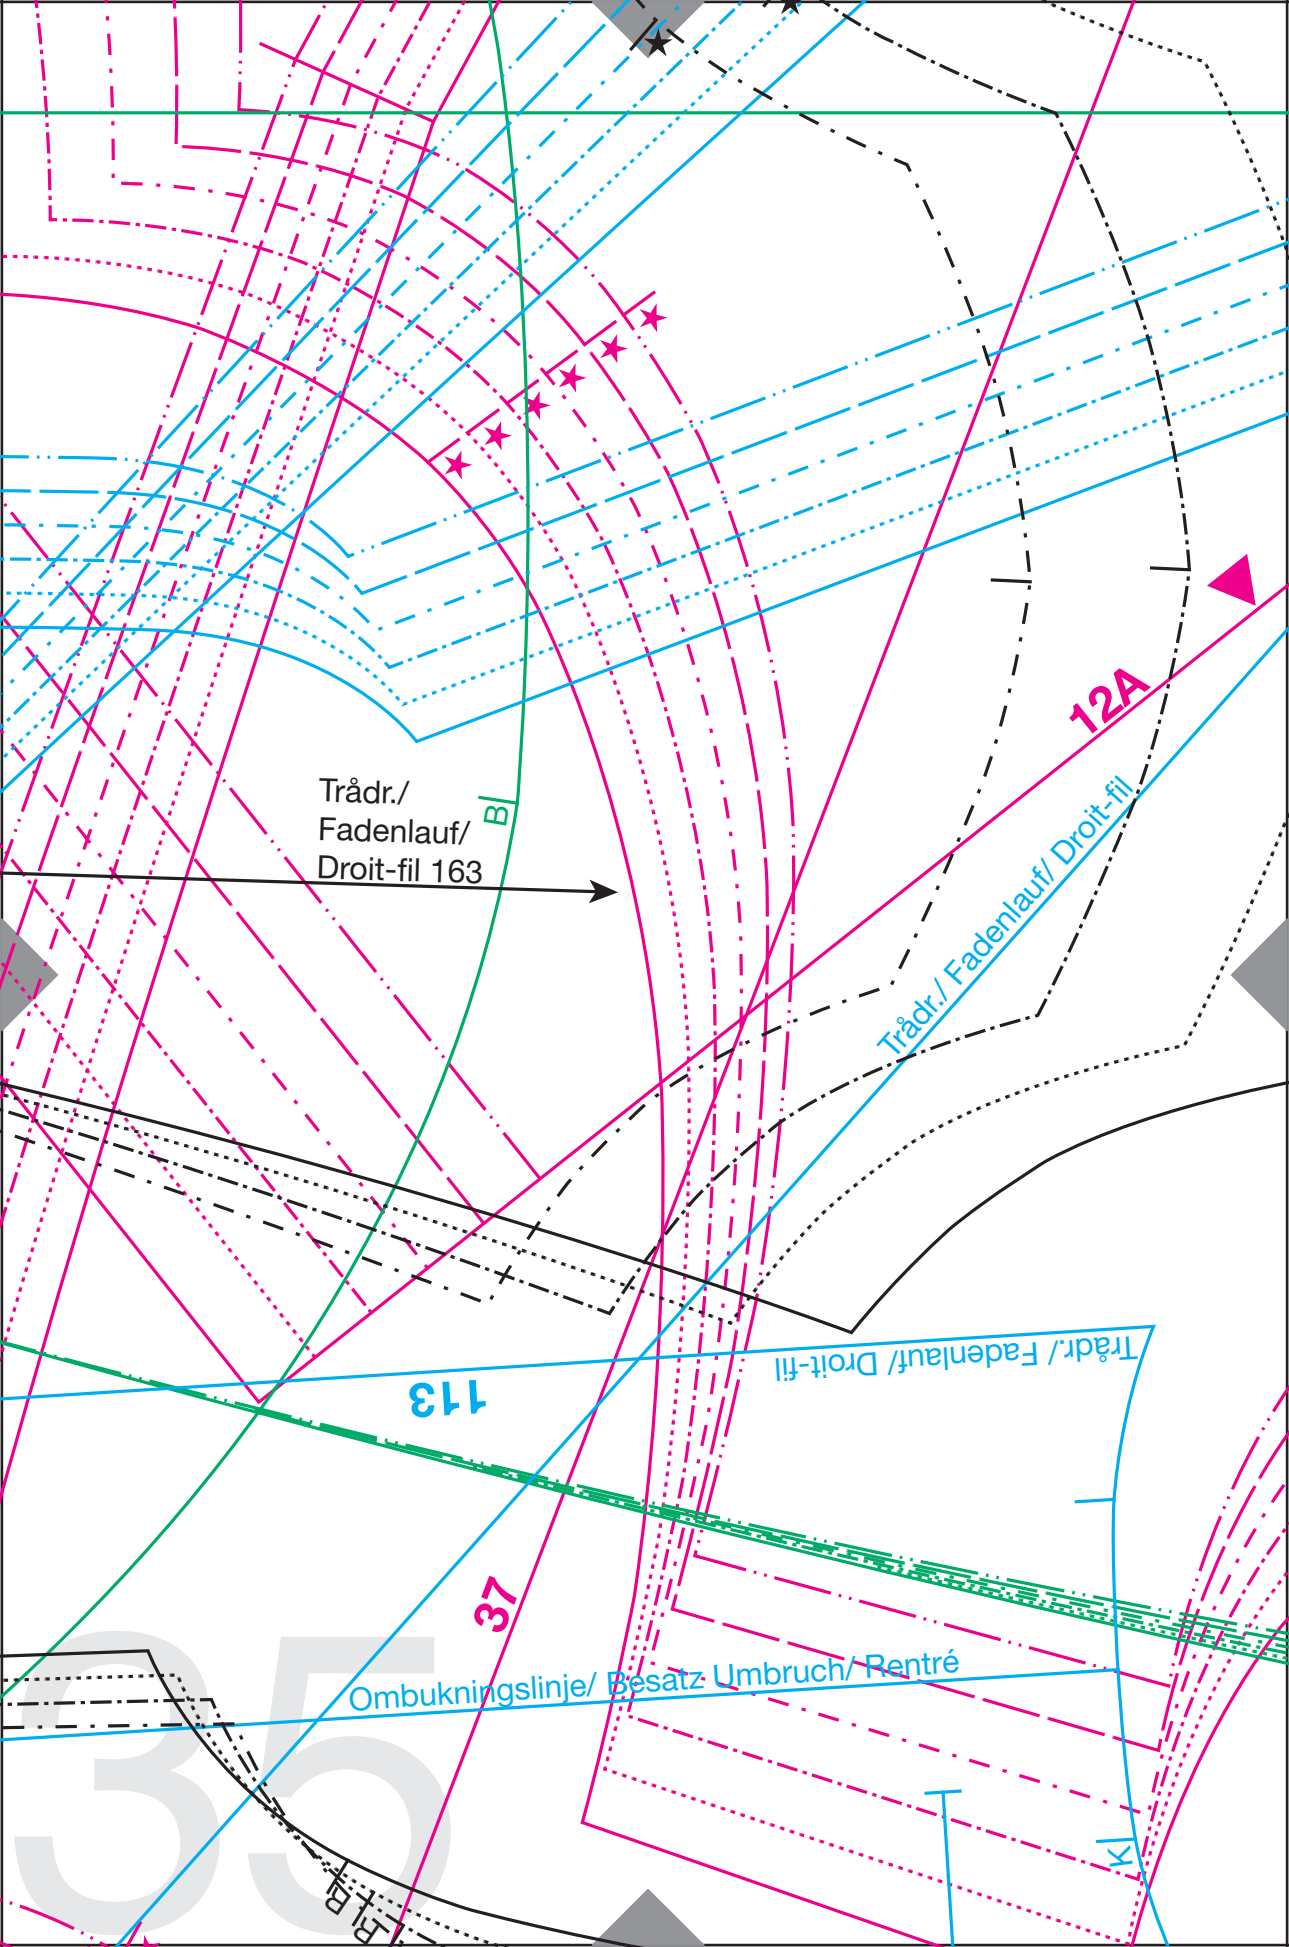 12A
Trådr./
Fadenlauf/
Droit-fil 163
B
Trådr./ Fadenlauf/ Droit-fil
Trådr./ Fadenlauf/ Droit-fil
113
37
35
Ombukningslinje/ Besatz Umbruch/ Rentré
K
R
R